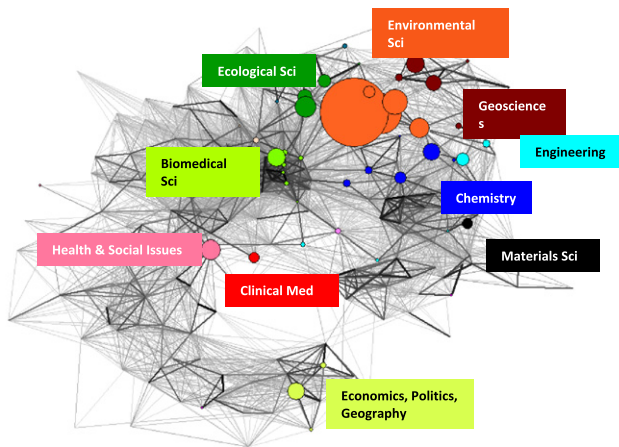 Environmental
Sci
Ecological Sci
Geoscience
s
Engineering
Biomedical
Sci
Chemistry
Health & Social Issues
Materials Sci
Clinical Med
Economics, Politics,
Geography